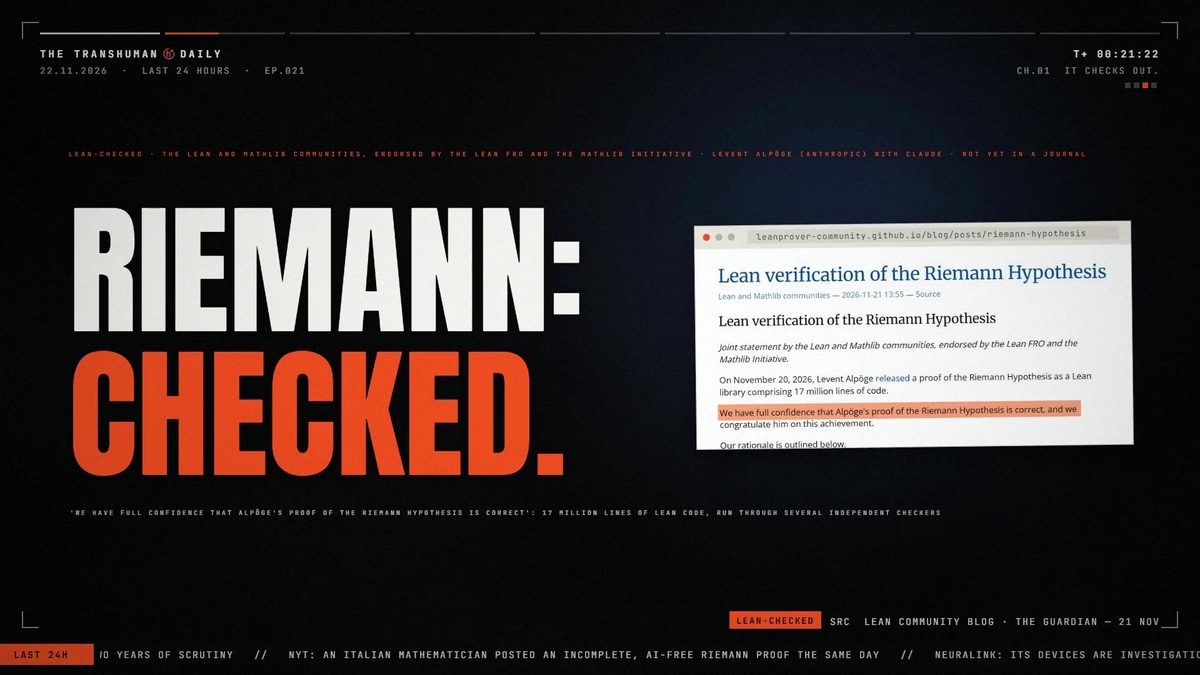 THE TRANSHUMAN DAILY
22.11.2026 · LAST 24 HOURS · EP.021
T+ 00:21:22
CH.01 IT CHECKS OUT.
LEAN-CHECKED · THE LEAN AND MATHLIB COMMUNITIES, ENDORSED BY THE LEAN FRO AND THE MATHLIB INITIATIVE · LEVENT ALPÖGE (ANTHROPIC) WITH CLAUDE · NOT YET IN A JOURNAL
RIEMANN:
CHECKED.
leanprover-community.github.io/blog/posts/riemann-hypothesis
Lean verification of the Riemann Hypothesis
Lean and Mathlib communities — 2026-11-21 13:55 — Source
Lean verification of the Riemann Hypothesis
Joint statement by the Lean and Mathlib communities, endorsed by the Lean FRO and the
Mathlib Initiative.
On November 20, 2026, Levent Alpöge released a proof of the Riemann Hypothesis as a Lean
library comprising 17 million lines of code.
We have full confidence that Alpöge's proof of the Riemann Hypothesis is correct, and we
congratulate him on this achievement.
Our rationale is outlined below.
'WE HAVE FULL CONFIDENCE THAT ALPÖGE'S PROOF OF THE RIEMANN HYPOTHESIS IS CORRECT': 17 MILLION LINES OF LEAN CODE, RUN THROUGH SEVERAL INDEPENDENT CHECKERS
LEAN-CHECKED SRC LEAN COMMUNITY BLOG · THE GUARDIAN — 21 NOV
LAST 24H YEARS OF SCRUTINY // NYT: AN ITALIAN MATHEMATICIAN POSTED AN INCOMPLETE, AI-FREE RIEMANN PROOF THE SAME DAY // NEURALINK: ITS DEVICES ARE